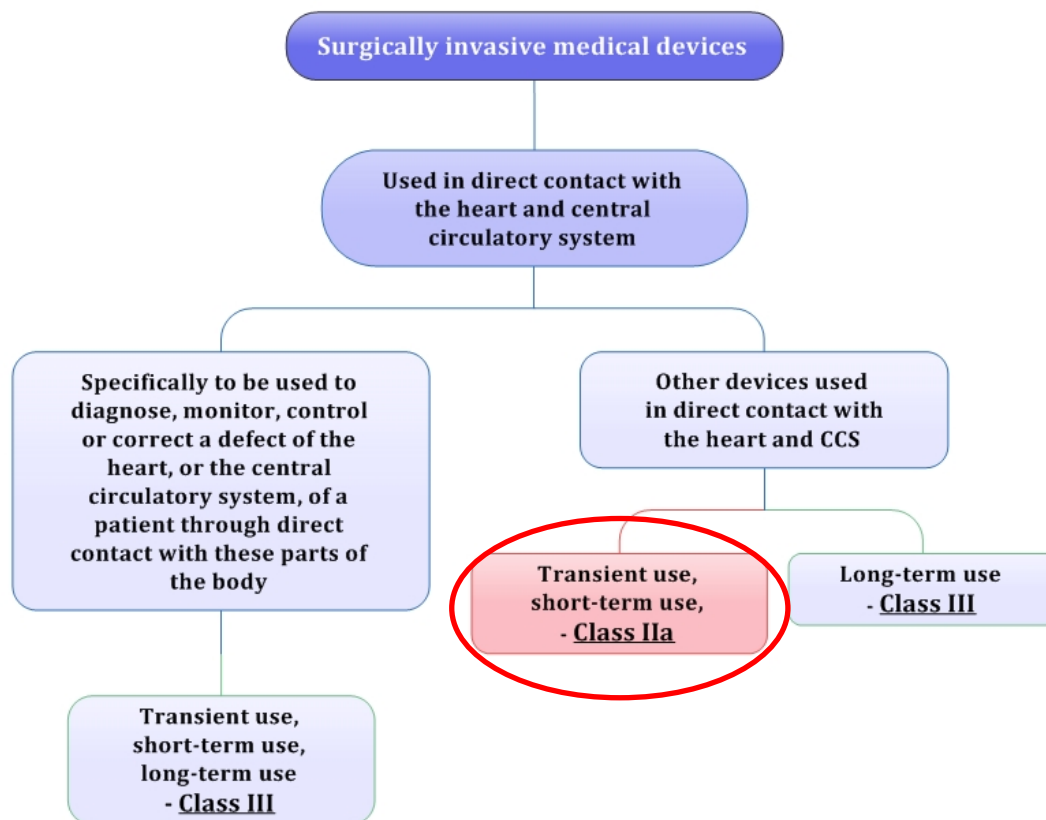 Surgically invasive medical devices
Used in direct contact with
the heart and central
circulatory system
Specifically to be used to
diagnose, monitor, control
or correct a defect of the
heart, or the central
circulatory system, of a
patient through direct
contact with these parts of
the body
Other devices used
in direct contact with
the heart and CCS
Transient use,
short-term use,
- Class IIa
Long-term use
- Class III
Transient use,
short-term use,
long-term use
- Class III